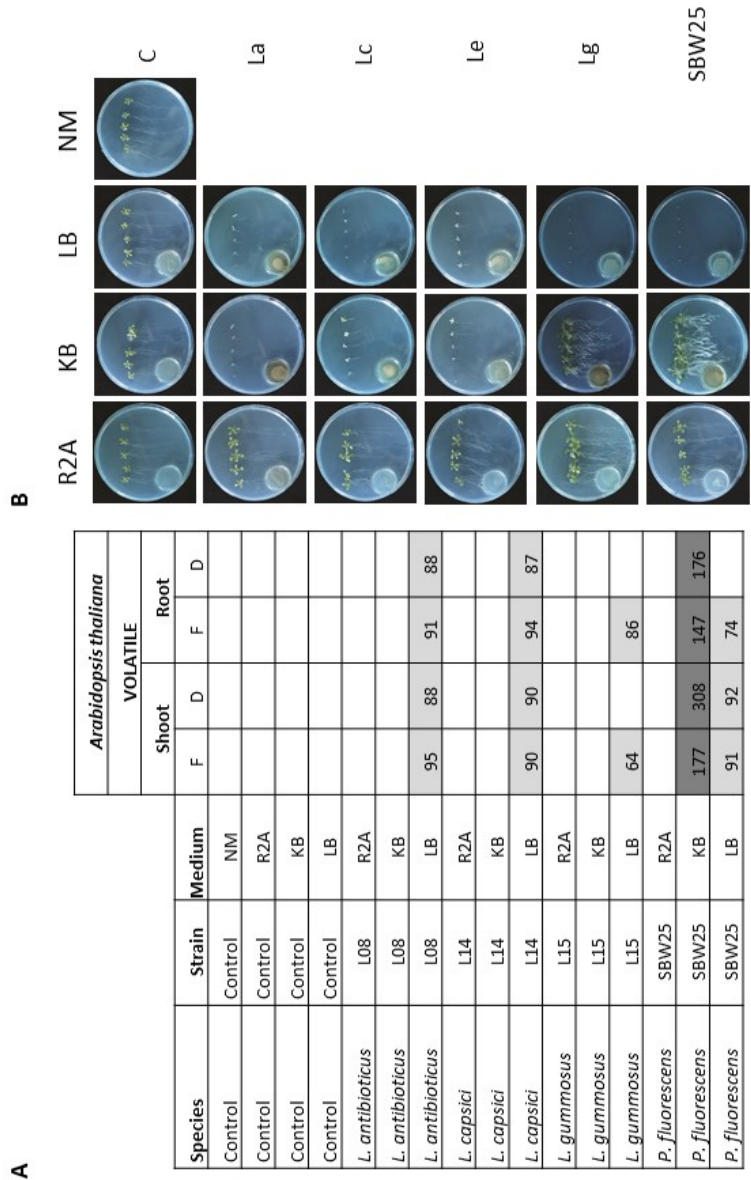 A
Arabidopsis thaliana
VOLATILE
Shoot Root
Species Strain Medium F D F D
Control Control NM
Control Control R2A
Control Control KB
Control Control LB
L. antibioticus L08 R2A
L. antibioticus L08 KB
L. antibioticus L08 LB 95 88 91 88
L. capsici L14 R2A
L. capsici L14 KB
L. capsici L14 LB 90 90 94 87
L. gummosus L15 R2A
L. gummosus L15 KB
L. gummosus L15 LB 64 86
P. fluorescens SBW25 R2A
P. fluorescens SBW25 KB 177 308 147 176
P. fluorescens SBW25 LB 91 92 74
B
R2A KB LB NM
C
La
Lc
Le
Lg
SBW25